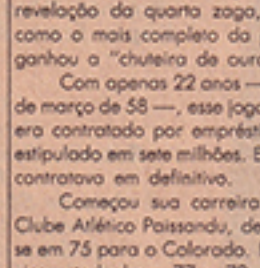 revelação da quarta zaga,
como o mais completo da
ganhou a "chuteira de ouro
Com apenas 22 anos —
de março de 58 —, esse joga
era contratado por emprésti
estipulado em sete milhões. E
contratava em definitivo.
Começou sua carreira
Clube Atlético Paissandu, de
se em 75 para o Colorado.